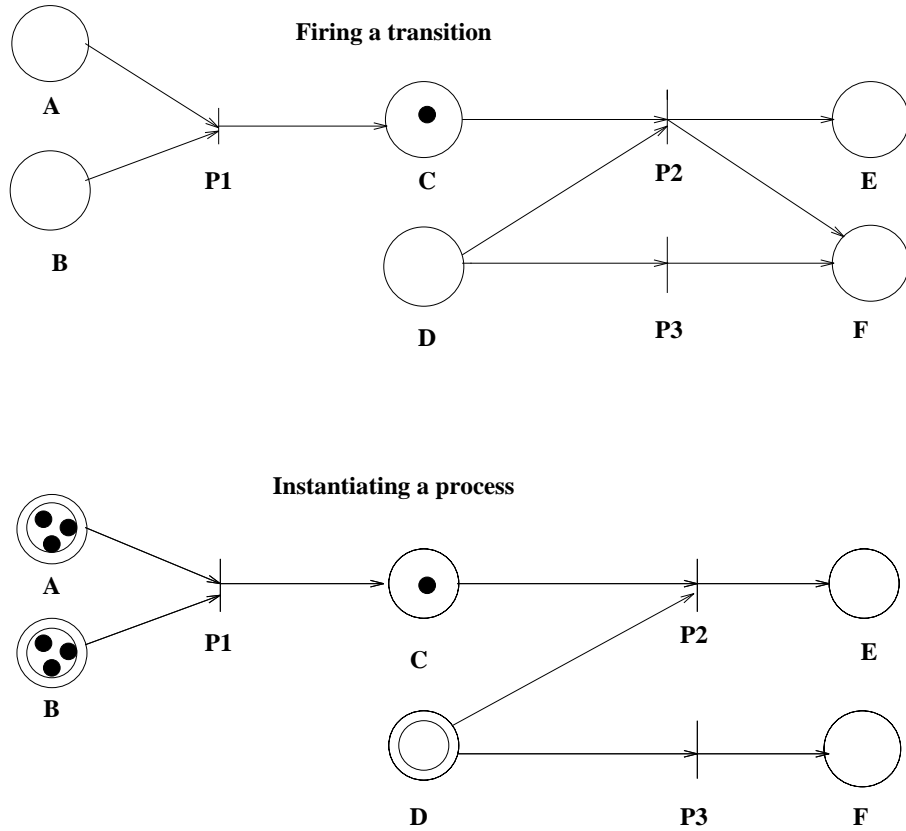 Firing a transition
A
P1
C
P2
E
B
D
P3
F
Instantiating a process
A
P1
C
P2
E
B
D
P3
F